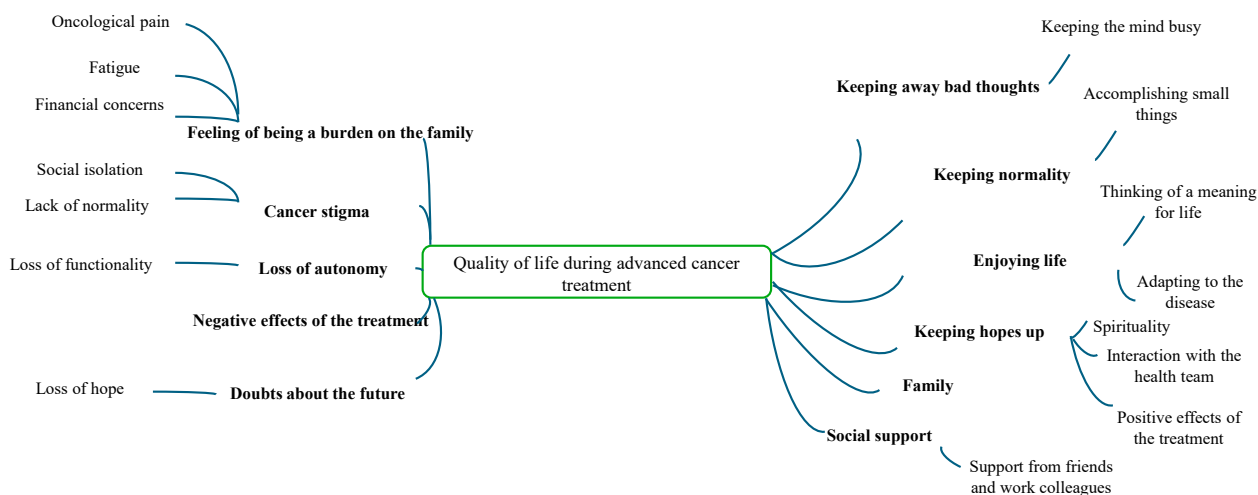 Oncological pain
Fatigue
Financial concerns
Feeling of being a burden on the family
Social isolation
Lack of normality
Cancer stigma
Loss of functionality
Loss of autonomy
Negative effects of the treatment
Loss of hope
Doubts about the future
Quality of life during advanced cancer
treatment
Keeping the mind busy
Keeping away bad thoughts
Accomplishing small
things
Keeping normality
Thinking of a meaning
for life
Enjoying life
Adapting to the
disease
Keeping hopes up
Spirituality
Interaction with the
health team
Positive effects of
the treatment
Family
Social support
Support from friends
and work colleagues